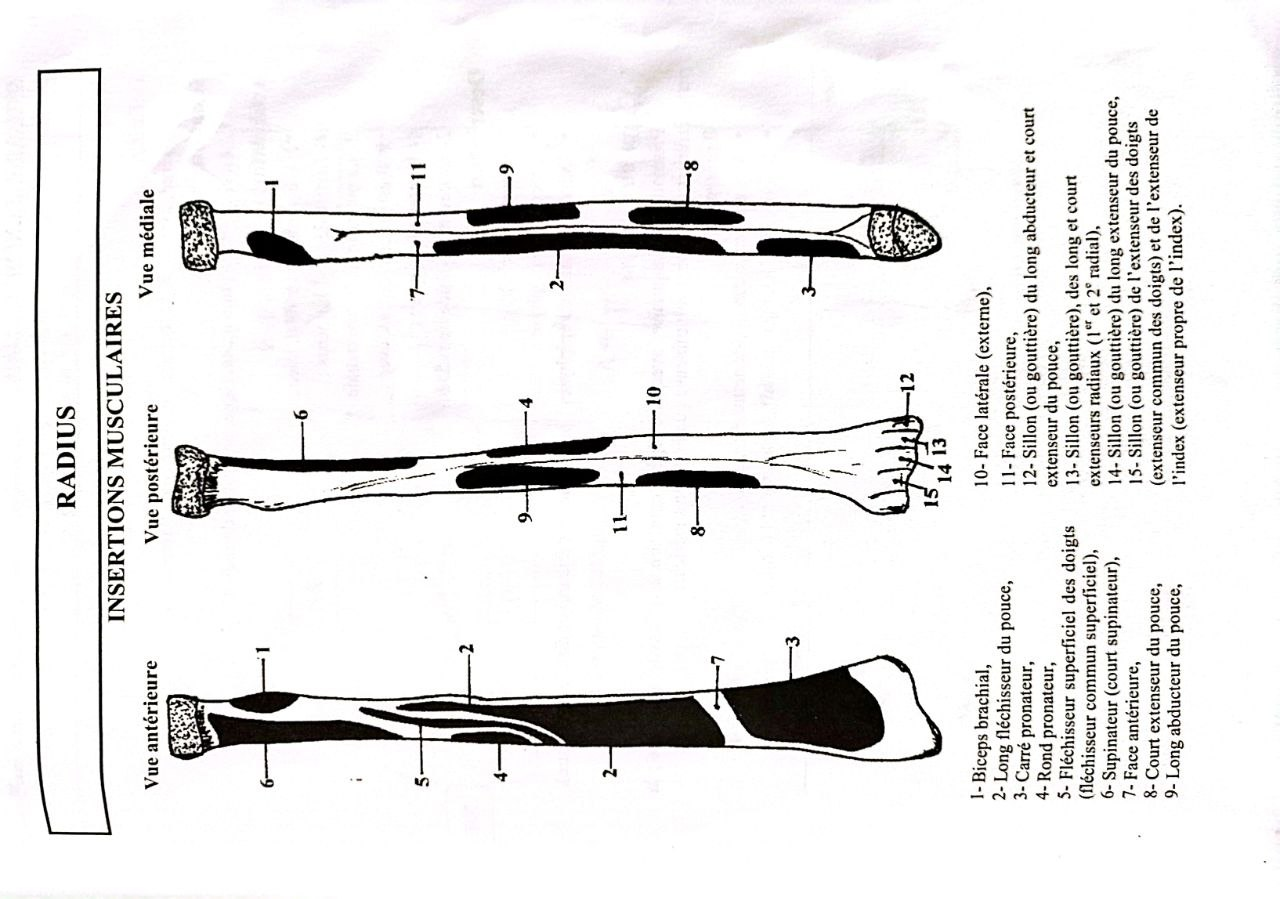 RADIUS
INSERTIONS MUSCULAIRES
Vue antérieure
Vue postérieure
Vue médiale
1
6
2
5
4
2
7
3
6
4
9
10
11
8
12
13
14
15
1
11
7
9
2
8
3
1- Biceps brachial,
2- Long fléchisseur du pouce,
3- Carré pronateur,
4- Rond pronateur,
5- Fléchisseur superficiel des doigts
(fléchisseur commun superficiel),
6- Supinateur (court supinateur),
7- Face antérieure,
8- Court extenseur du pouce,
9- Long abducteur du pouce,
10- Face latérale (externe),
11- Face postérieure,
12- Sillon (ou gouttière) du long abducteur et court
extenseur du pouce,
13- Sillon (ou gouttière), des long et court
extenseurs radiaux (1er et 2e radial),
14- Sillon (ou gouttière) du long extenseur du pouce,
15- Sillon (ou gouttière) de l'extenseur des doigts
(extenseur commun des doigts) et de l'extenseur de
l'index (extenseur propre de l'index).